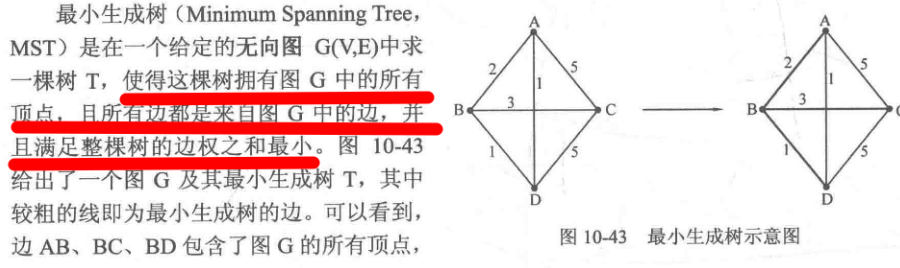 最小生成树（Minimum Spanning Tree，
MST）是在一个给定的无向图 G(V,E)中求
一棵树 T，使得这棵树拥有图 G 中的所有
顶点，且所有边都是来自图 G 中的边，并
且满足整棵树的边权之和最小。图 10-43
给出了一个图 G 及其最小生成树 T，其中
较粗的线即为最小生成树的边。可以看到，
边 AB、BC、BD 包含了图 G 的所有顶点，
A
2
1
5
B
3
C
1
5
D
A
2
1
5
B
3
C
1
5
D
图 10-43 最小生成树示意图